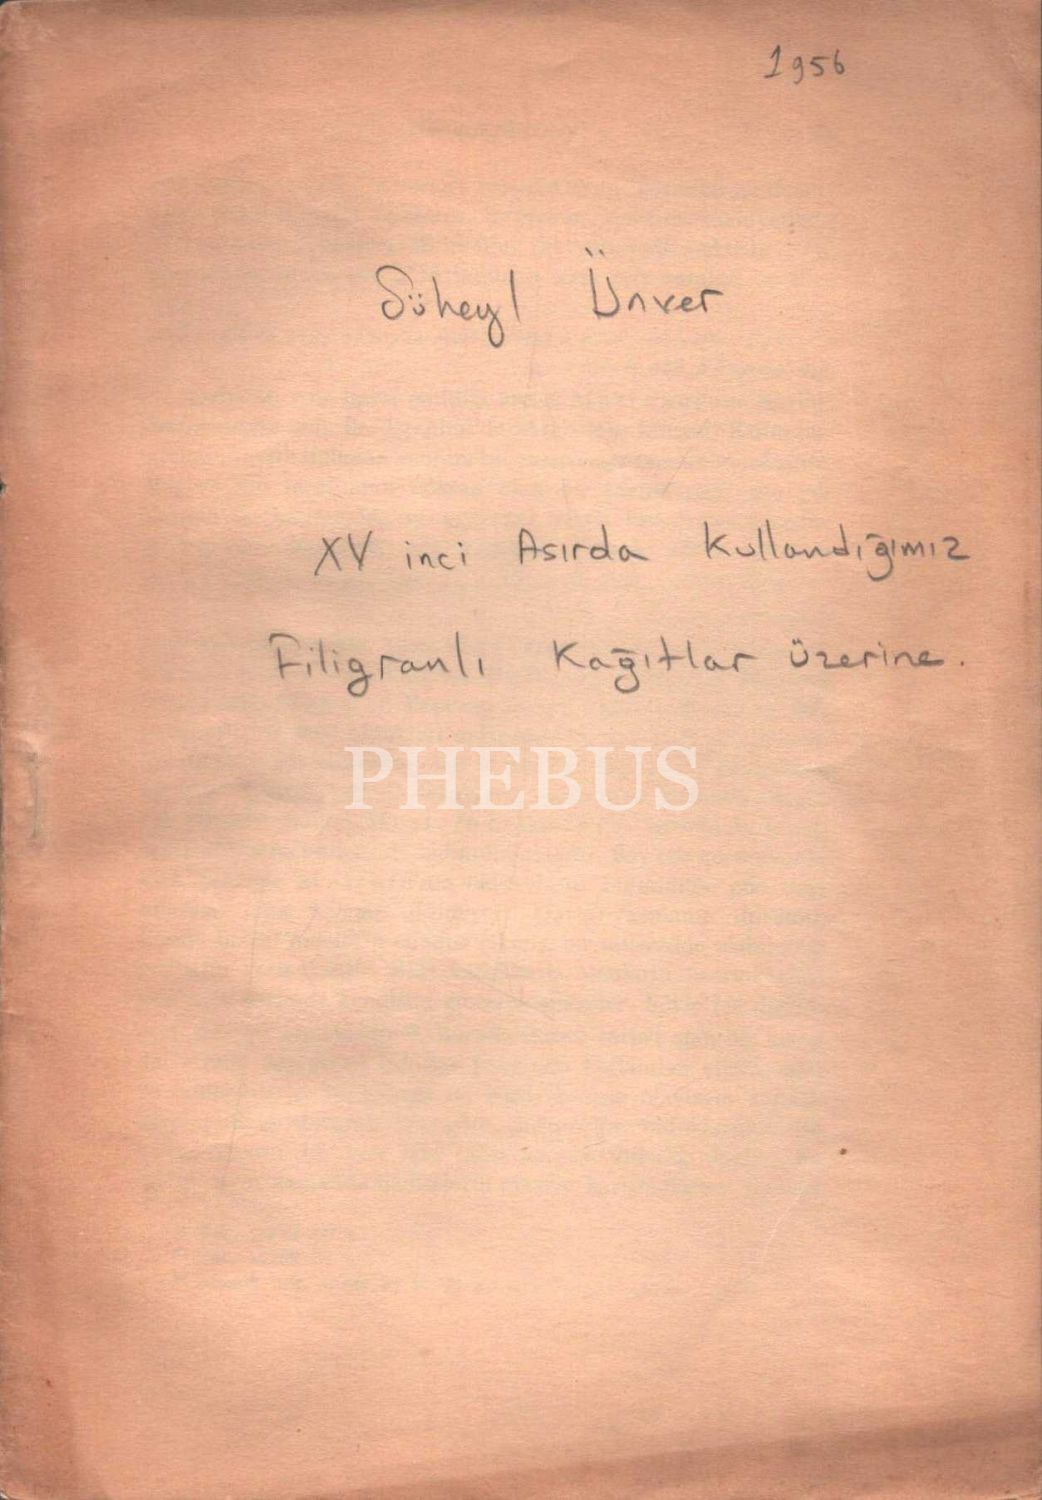 1956
Süheyl Ünver
XV inci Asırda Kullandığımız
Filigranlı Kağıtlar üzerine.
PHEBUS